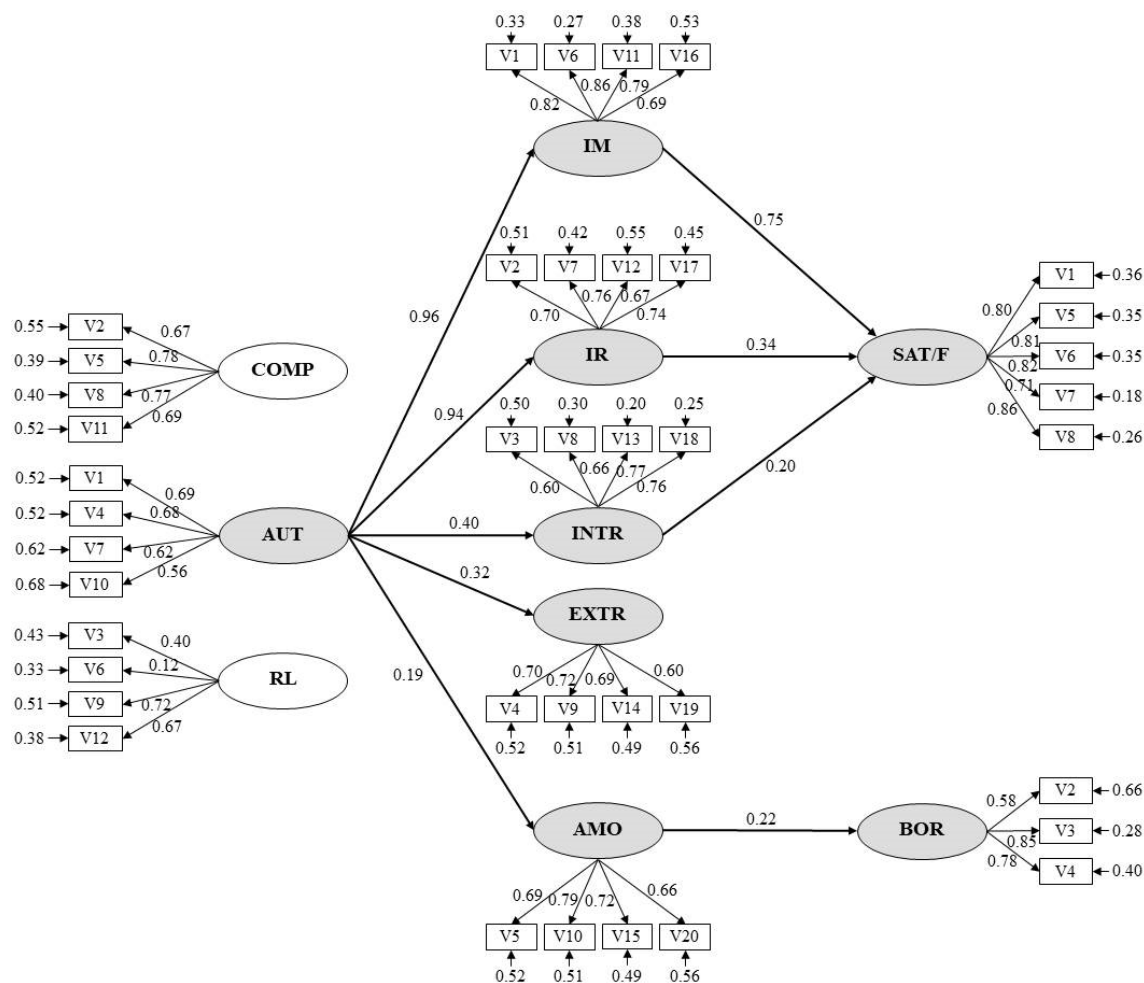 0.33 0.27 0.38 0.53
V1 V6 V11 V16
0.82 0.86 0.79 0.69
IM
0.75
0.96
0.51 0.42 0.55 0.45
V2 V7 V12 V17
0.70 0.76 0.67 0.74
IR
0.94
0.34
0.50 0.30 0.20 0.25
V3 V8 V13 V18
0.60 0.66 0.77 0.76
INTR
0.40
0.20
0.32
EXTR
0.70 0.72 0.69 0.60
V4 V9 V14 V19
0.52 0.51 0.49 0.56
0.19
AMO
0.22
0.69 0.79 0.72 0.66
V5 V10 V15 V20
0.52 0.51 0.49 0.56
0.55 V2 0.67
0.39 V5 0.78
0.40 V8 0.77
0.52 V11 0.69
COMP
0.52 V1 0.69
0.52 V4 0.68
0.62 V7 0.62
0.68 V10 0.56
AUT
0.43 V3 0.40
0.33 V6 0.12
0.51 V9 0.72
0.38 V12 0.67
RL
SAT/F
0.80 V1 0.36
0.81 V5 0.35
0.82 V6 0.35
0.71 V7 0.18
0.86 V8 0.26
BOR
0.58 V2 0.66
0.85 V3 0.28
0.78 V4 0.40